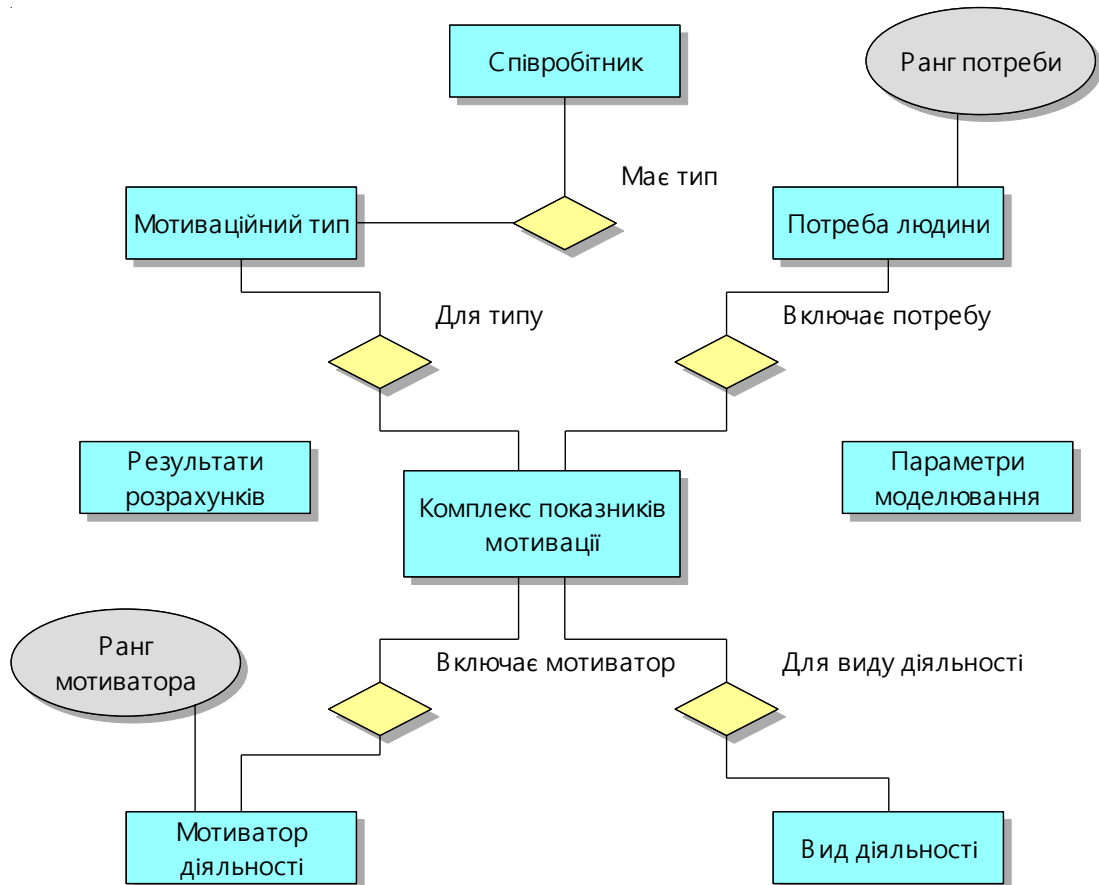 Співробітник
Ранг потреби
Має тип
Мотиваційний тип
Потреба людини
Для типу
Включає потребу
Результати
розрахунків
Комплекс показників
мотивації
Параметри
моделювання
Ранг
мотиватора
Включає мотиватор
Для виду діяльності
Мотиватор
діяльності
Вид діяльності